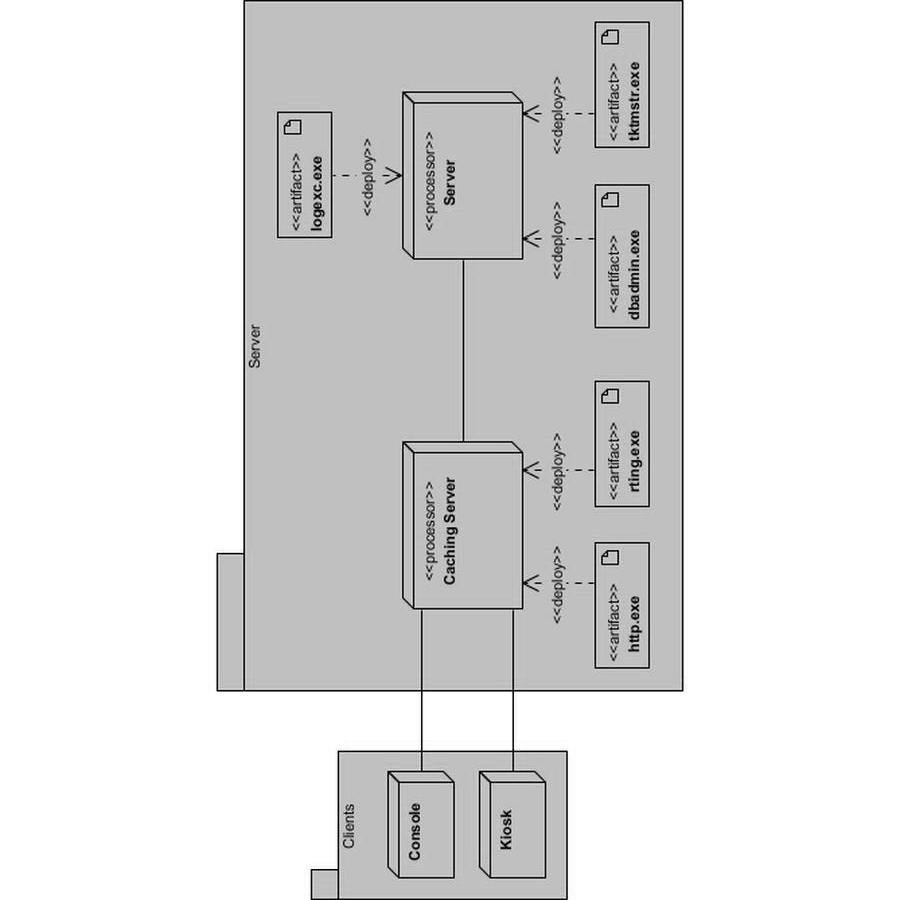 Clients
Console
Kiosk
Server
<<processor>>
Caching Server
<<deploy>>
<<deploy>>
<<artifact>>
http.exe
<<artifact>>
rting.exe
<<artifact>>
logexc.exe
<<deploy>>
<<processor>>
Server
<<deploy>>
<<deploy>>
<<artifact>>
dbadmin.exe
<<artifact>>
tktmstr.exe